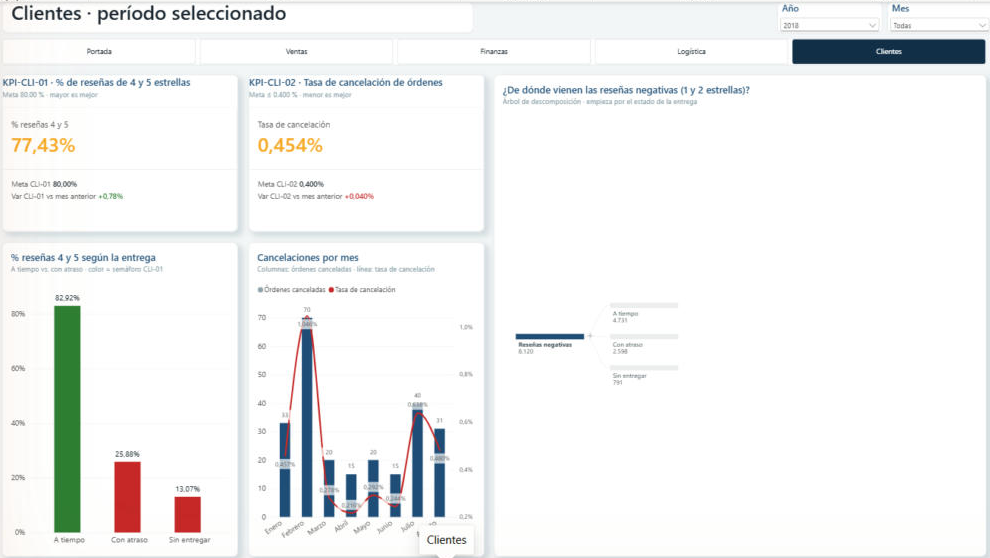 Clientes · período seleccionado
Año
2018
Mes
Todas
Portada
Ventas
Finanzas
Logística
Clientes
KPI-CLI-01 · % de reseñas de 4 y 5 estrellas
Meta 80.00 % · mayor es mejor
% reseñas 4 y 5
77,43%
Meta CLI-01 80,00%
Var CLI-01 vs mes anterior +0,78%
KPI-CLI-02 · Tasa de cancelación de órdenes
Meta ≤ 0.400 % · menor es mejor
Tasa de cancelación
0,454%
Meta CLI-02 0,400%
Var CLI-02 vs mes anterior +0,040%
¿De dónde vienen las reseñas negativas (1 y 2 estrellas)?
Árbol de descomposición · empieza por el estado de la entrega
Reseñas negativas
6.120
A tiempo
4.731
Con atraso
2.598
Sin entregar
791
% reseñas 4 y 5 según la entrega
A tiempo vs. con atraso · color = semáforo CLI-01
80%
60%
40%
20%
0%
82.92%
25,88%
13.07%
A tiempo
Con atraso
Sin entregar
Cancelaciones por mes
Columnas: órdenes canceladas · línea: tasa de cancelación
Órdenes canceladas
Tasa de cancelación
70
60
50
40
30
20
10
0
1,0%
0,8%
0,6%
0,4%
0,2%
33
70
20
15
20
15
40
31
0,457%
0,278%
0,292%
0,244%
0,638%
0,480%
Enero
Febrero
Marzo
Abril
Mayo
Junio
Julio
Clientes